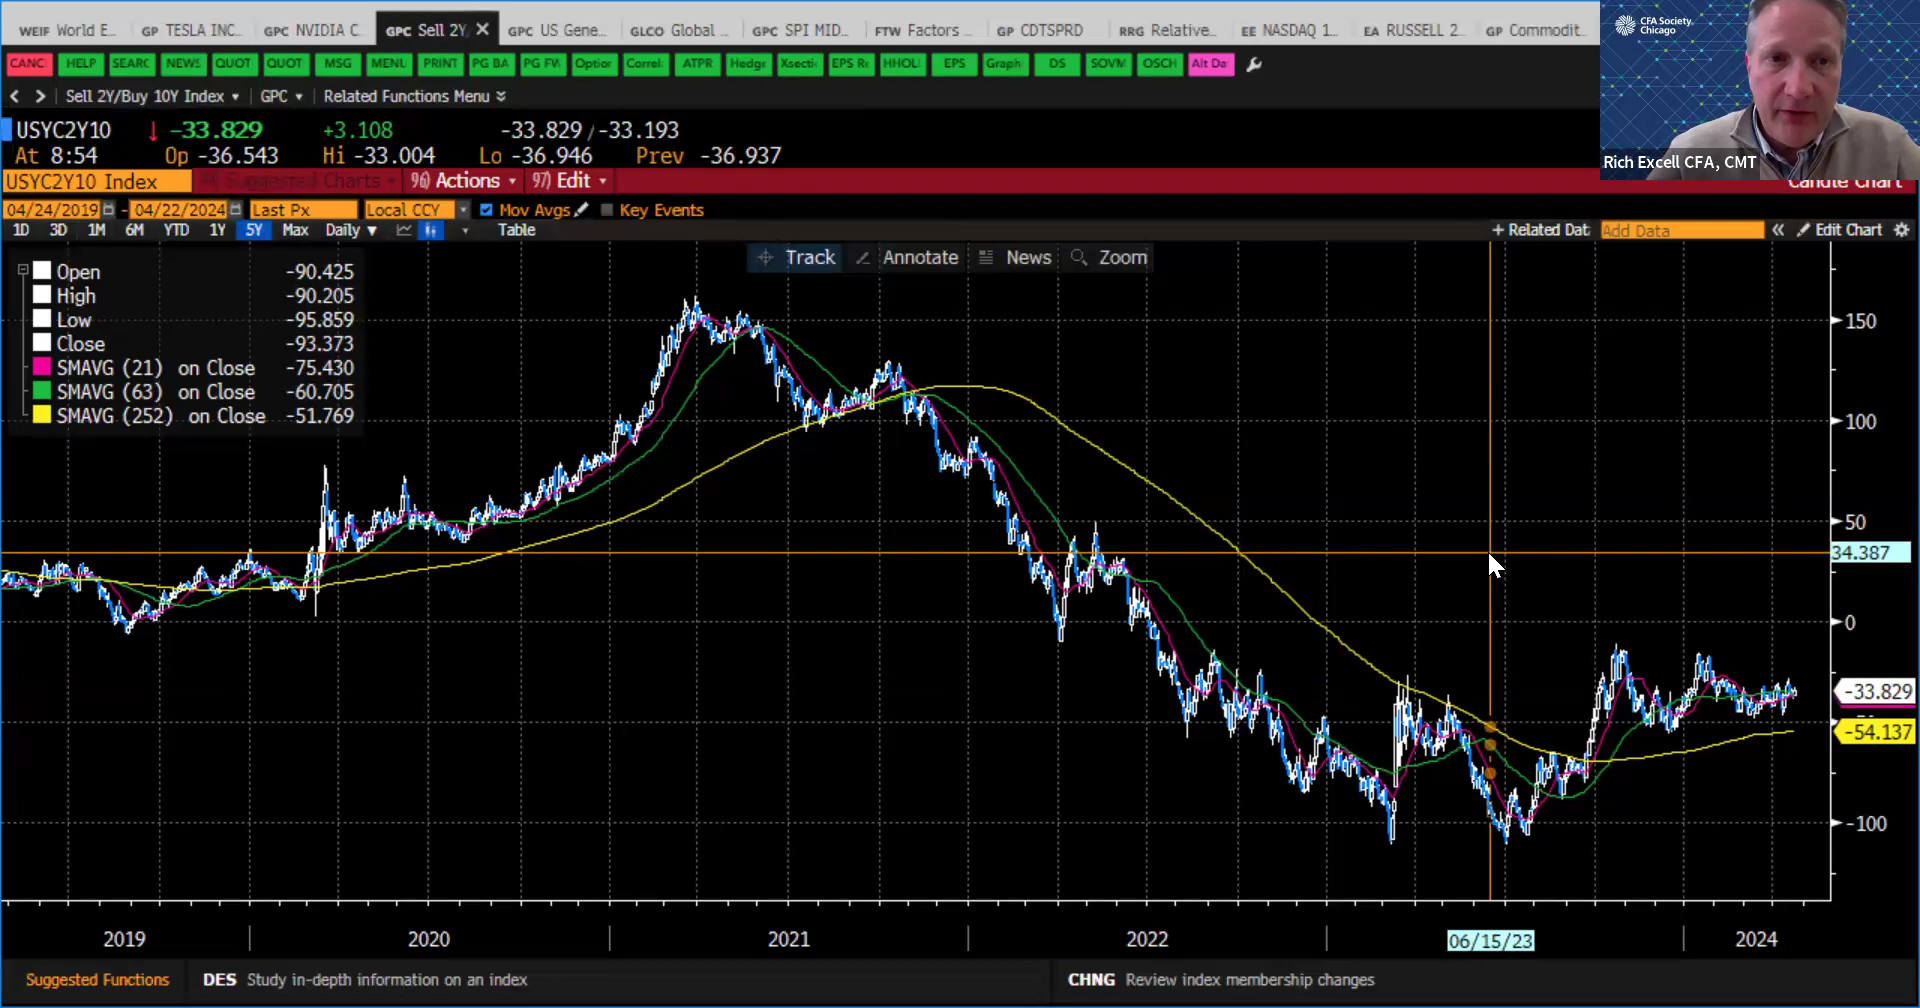 WEIF World E... GP TESLA INC... GPC NVIDIA C... GPC Sell 2Y/ GPC US Gene... GLCO Global ... GPC SPI MID... FTW Factors ... GP CDTSPRD RRG Relative... EE NASDAQ 1... EA RUSSELL 2... GP Commodit...
CFA Society
Chicago
CANC HELP SEARC NEWS QUOT QUOT MSG MENU PRINT PG BA PG FW Option Correl ATPR Hedge Xsecti EPS Re HHOL EPS Graph DS SOVM OSCH Alt Da
Sell 2Y/Buy 10Y Index GPC Related Functions Menu
USYC2Y10 -33.829 +3.108 -33.829 / -33.193
At 8:54 Op -36.543 Hi -33.004 Lo -36.946 Prev -36.937
Rich Excell CFA, CMT
USYC2Y10 Index Suggested Charts 96) Actions 97) Edit Candle Chart
04/24/2019 - 04/22/2024 Last Px Local CCY Mov Avgs Key Events
1D 3D 1M 6M YTD 1Y 5Y Max Daily ▼ Table + Related Dat Add Data « Edit Chart
Track Annotate News Zoom
Open -90.425
High -90.205
Low -95.859
Close -93.373
SMAVG (21) on Close -75.430
SMAVG (63) on Close -60.705
SMAVG (252) on Close -51.769
150
100
50
34.387
0
-33.829
-54.137
-100
2019 2020 2021 2022 06/15/23 2024
Suggested Functions DES Study in-depth information on an index CHNG Review index membership changes